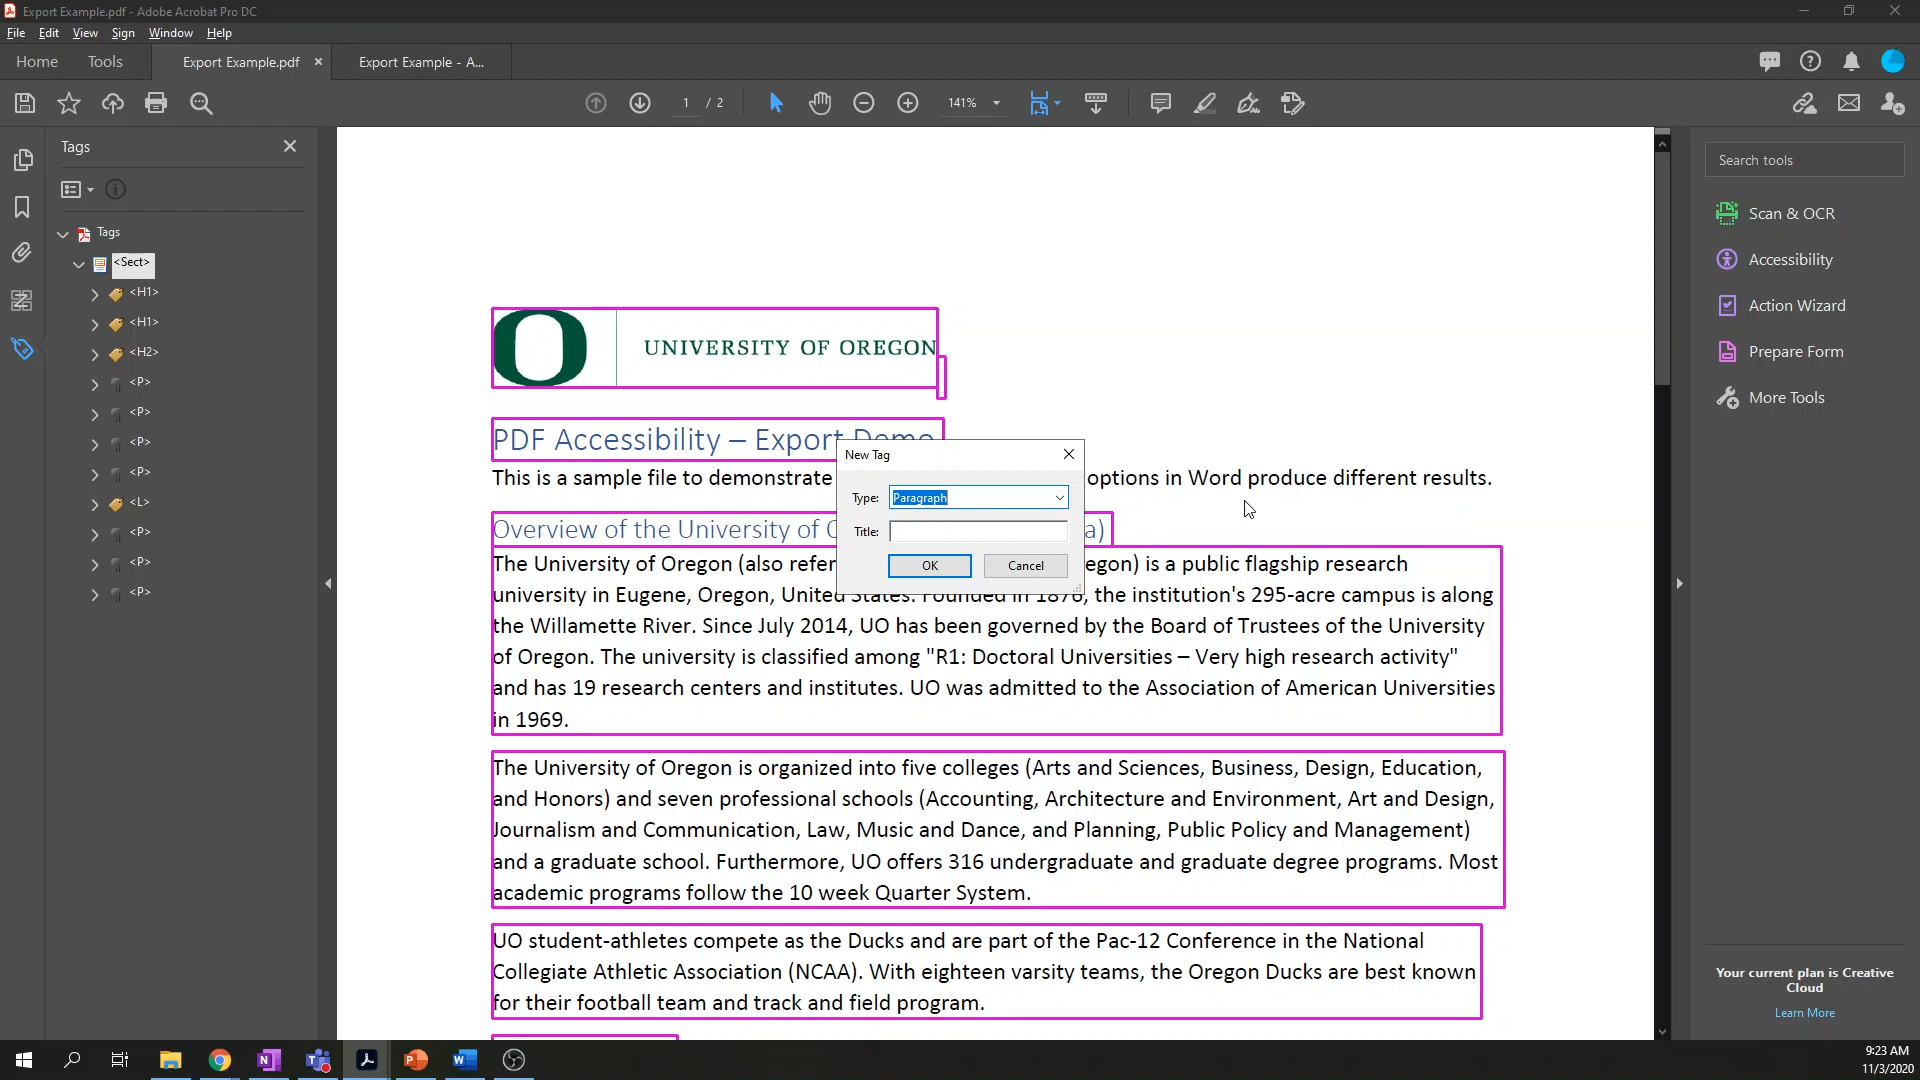 Export Example.pdf - Adobe Acrobat Pro DC
File Edit View Sign Window Help
Home Tools Export Example.pdf Export Example - A...
1 / 2 141%
Tags
Tags
<Sect>
<H1>
<H1>
<H2>
<P>
<P>
<P>
<P>
<L>
<P>
<P>
<P>
UNIVERSITY OF OREGON
PDF Accessibility – Export Demo
This is a sample file to demonstrate
options in Word produce different results.
Overview of the University of O
a)
The University of Oregon (also refer
egon) is a public flagship research
university in Eugene, Oregon, United States. Founded in 1876, the institution's 295-acre campus is along
the Willamette River. Since July 2014, UO has been governed by the Board of Trustees of the University
of Oregon. The university is classified among "R1: Doctoral Universities – Very high research activity"
and has 19 research centers and institutes. UO was admitted to the Association of American Universities
in 1969.
The University of Oregon is organized into five colleges (Arts and Sciences, Business, Design, Education,
and Honors) and seven professional schools (Accounting, Architecture and Environment, Art and Design,
Journalism and Communication, Law, Music and Dance, and Planning, Public Policy and Management)
and a graduate school. Furthermore, UO offers 316 undergraduate and graduate degree programs. Most
academic programs follow the 10 week Quarter System.
UO student-athletes compete as the Ducks and are part of the Pac-12 Conference in the National
Collegiate Athletic Association (NCAA). With eighteen varsity teams, the Oregon Ducks are best known
for their football team and track and field program.
New Tag
Type: Paragraph
Title:
OK Cancel
Search tools
Scan & OCR
Accessibility
Action Wizard
Prepare Form
More Tools
Your current plan is Creative
Cloud
Learn More
9:23 AM
11/3/2020